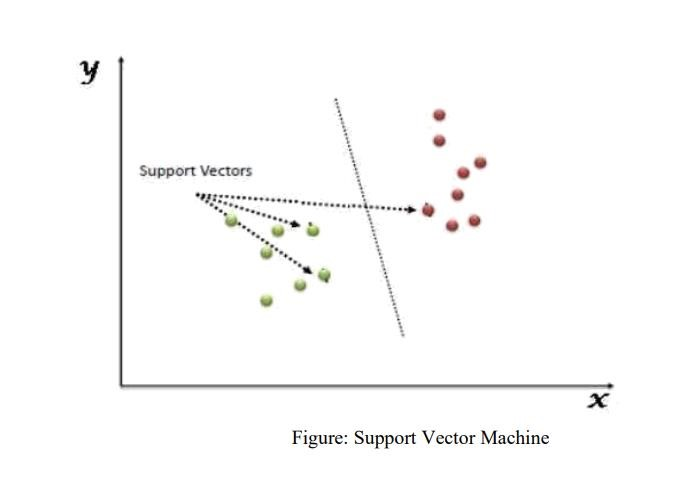 y
Support Vectors
x
Figure: Support Vector Machine